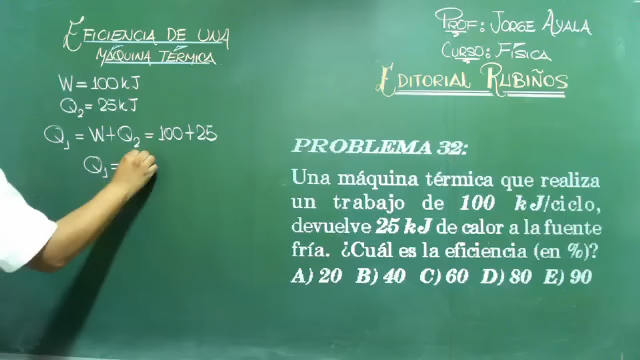 EFICIENCIA DE UNA
MÁQUINA TÉRMICA
W = 100 kJ
Q₂ = 25 kJ
Q₁ = W + Q₂ = 100 + 25
Q₁ =
PROF: JORGE AYALA
CURSO: FÍSICA
EDITORIAL RUBIÑOS
PROBLEMA 32:
Una máquina térmica que realiza
un trabajo de 100 kJ/ciclo,
devuelve 25 kJ de calor a la fuente
fría. ¿Cuál es la eficiencia (en %)?
A) 20 B) 40 C) 60 D) 80 E) 90